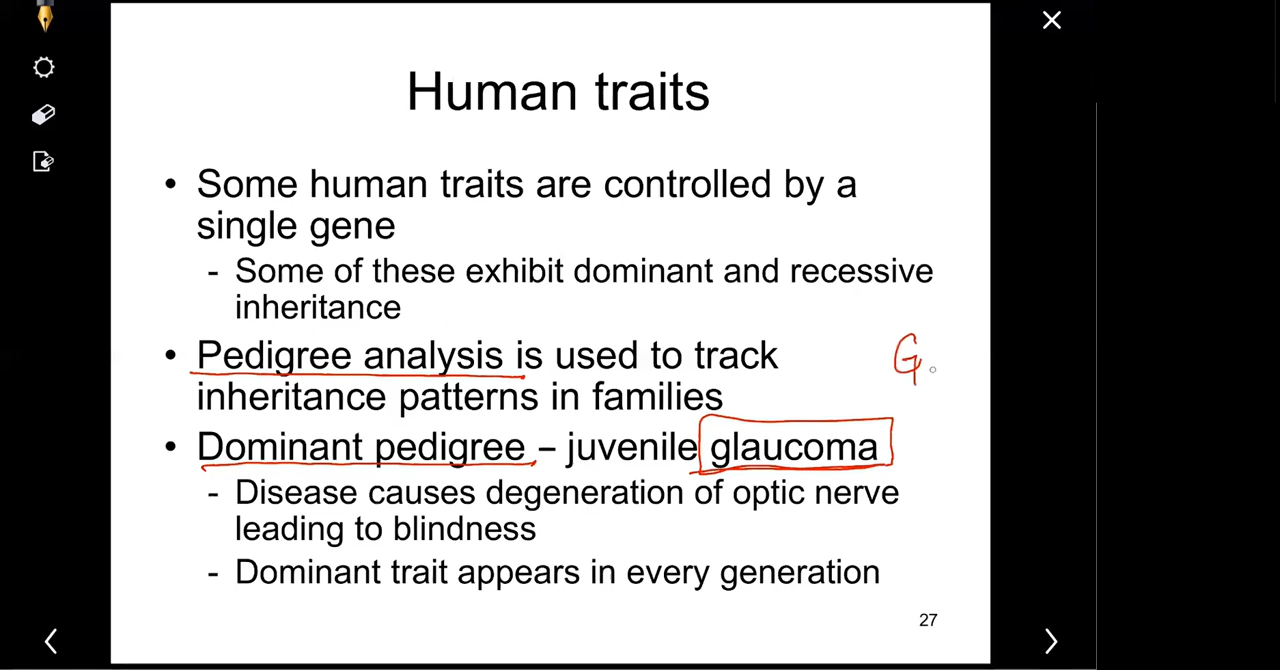 Human traits
• Some human traits are controlled by a
single gene
- Some of these exhibit dominant and recessive
inheritance
• Pedigree analysis is used to track
inheritance patterns in families
G
• Dominant pedigree – juvenile glaucoma
- Disease causes degeneration of optic nerve
leading to blindness
- Dominant trait appears in every generation
27